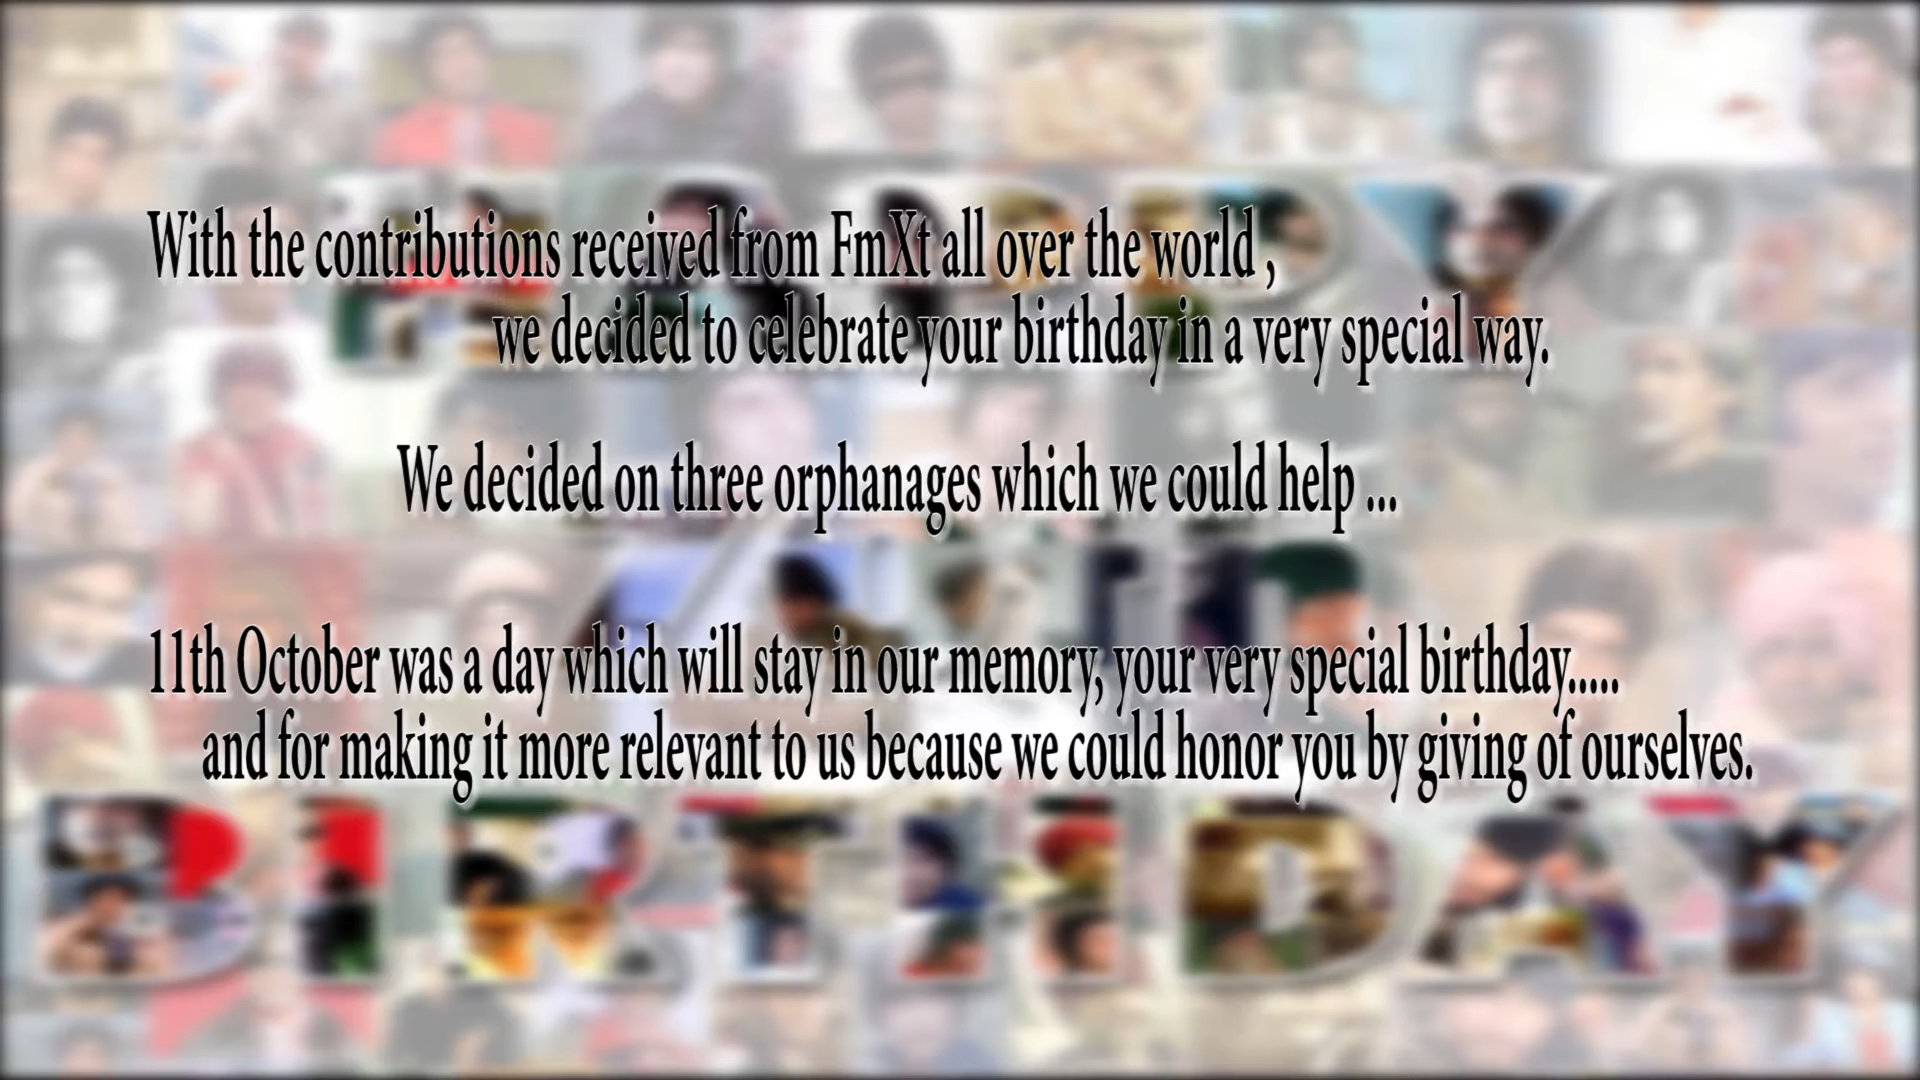 With the contributions received from FmXt all over the world ,
we decided to celebrate your birthday in a very special way.
We decided on three orphanages which we could help ...
11th October was a day which will stay in our memory, your very special birthday.....
and for making it more relevant to us because we could honor you by giving of ourselves.
HAPPY
BIRTHDAY